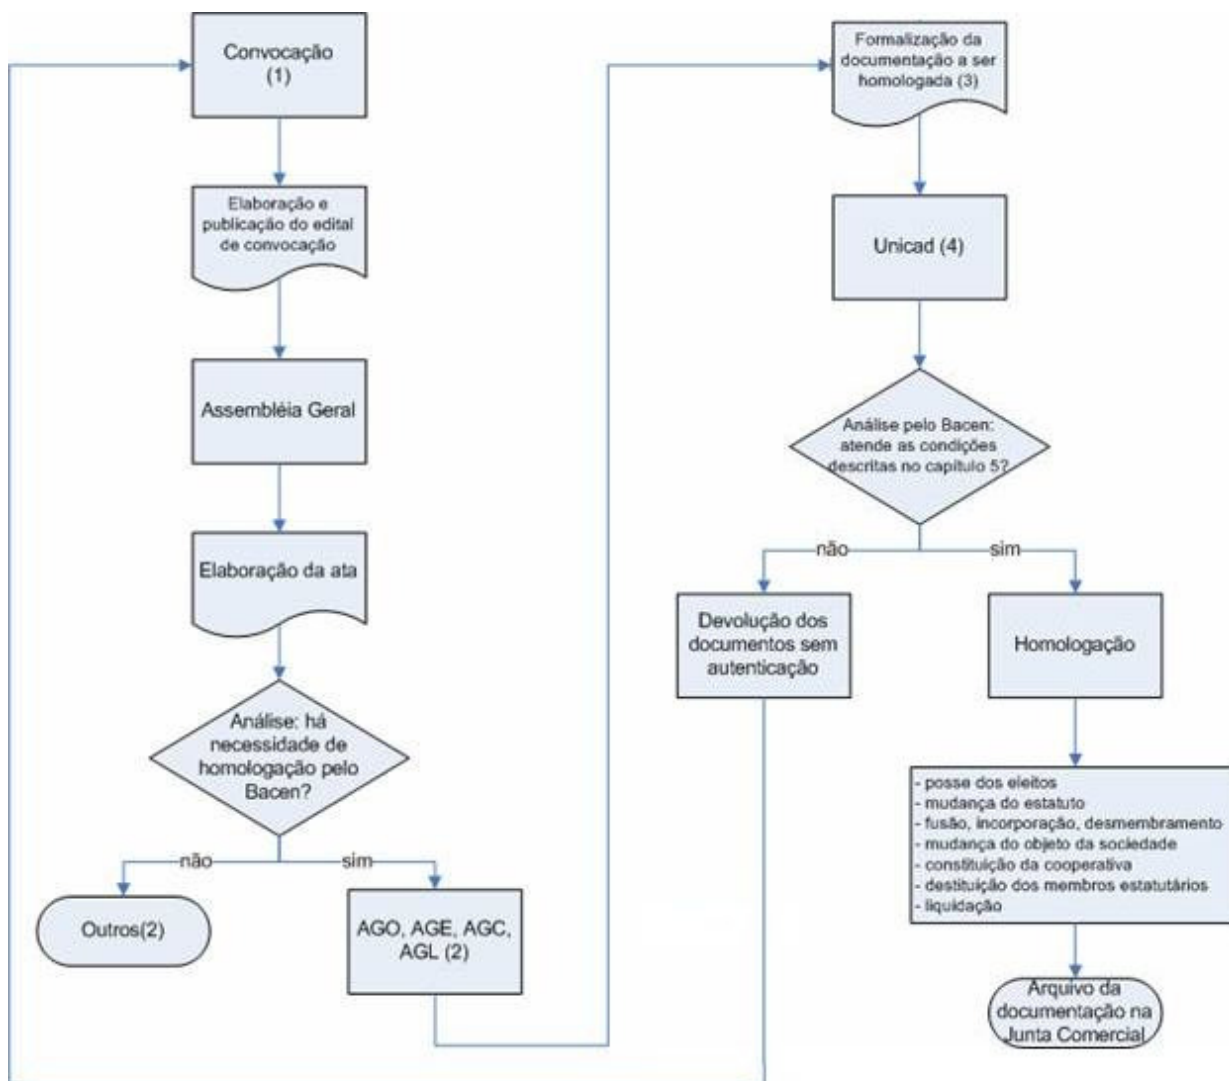 Convocação
(1)
Elaboração e
publicação do edital
de convocação
Assembléia Geral
Elaboração da ata
Análise: há
necessidade de
homologação pelo
Bacen?
não
sim
Outros(2)
AGO, AGE, AGC,
AGL (2)
Formalização da
documentação a ser
homologada (3)
Unicad (4)
Análise pelo Bacen:
atende as condições
descritas no capítulo 5?
não
sim
Devolução dos
documentos sem
autenticação
Homologação
- posse dos eleitos
- mudança do estatuto
- fusão, incorporação, desmembramento
- mudança do objeto da sociedade
- constituição da cooperativa
- destituição dos membros estatutários
- liquidação
Arquivo da
documentação na
Junta Comercial